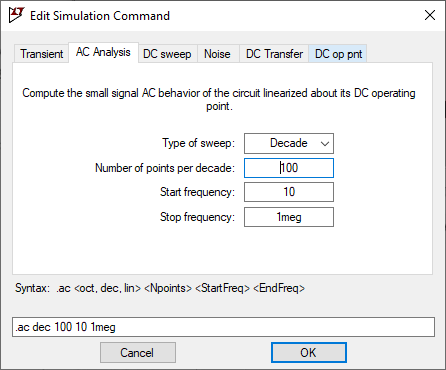 Edit Simulation Command
Transient AC Analysis DC sweep Noise DC Transfer DC op pnt
Compute the small signal AC behavior of the circuit linearized about its DC operating
point.
Type of sweep: Decade
Number of points per decade: 100
Start frequency: 10
Stop frequency: 1meg
Syntax: .ac <oct, dec, lin> <Npoints> <StartFreq> <EndFreq>
.ac dec 100 10 1meg
Cancel OK